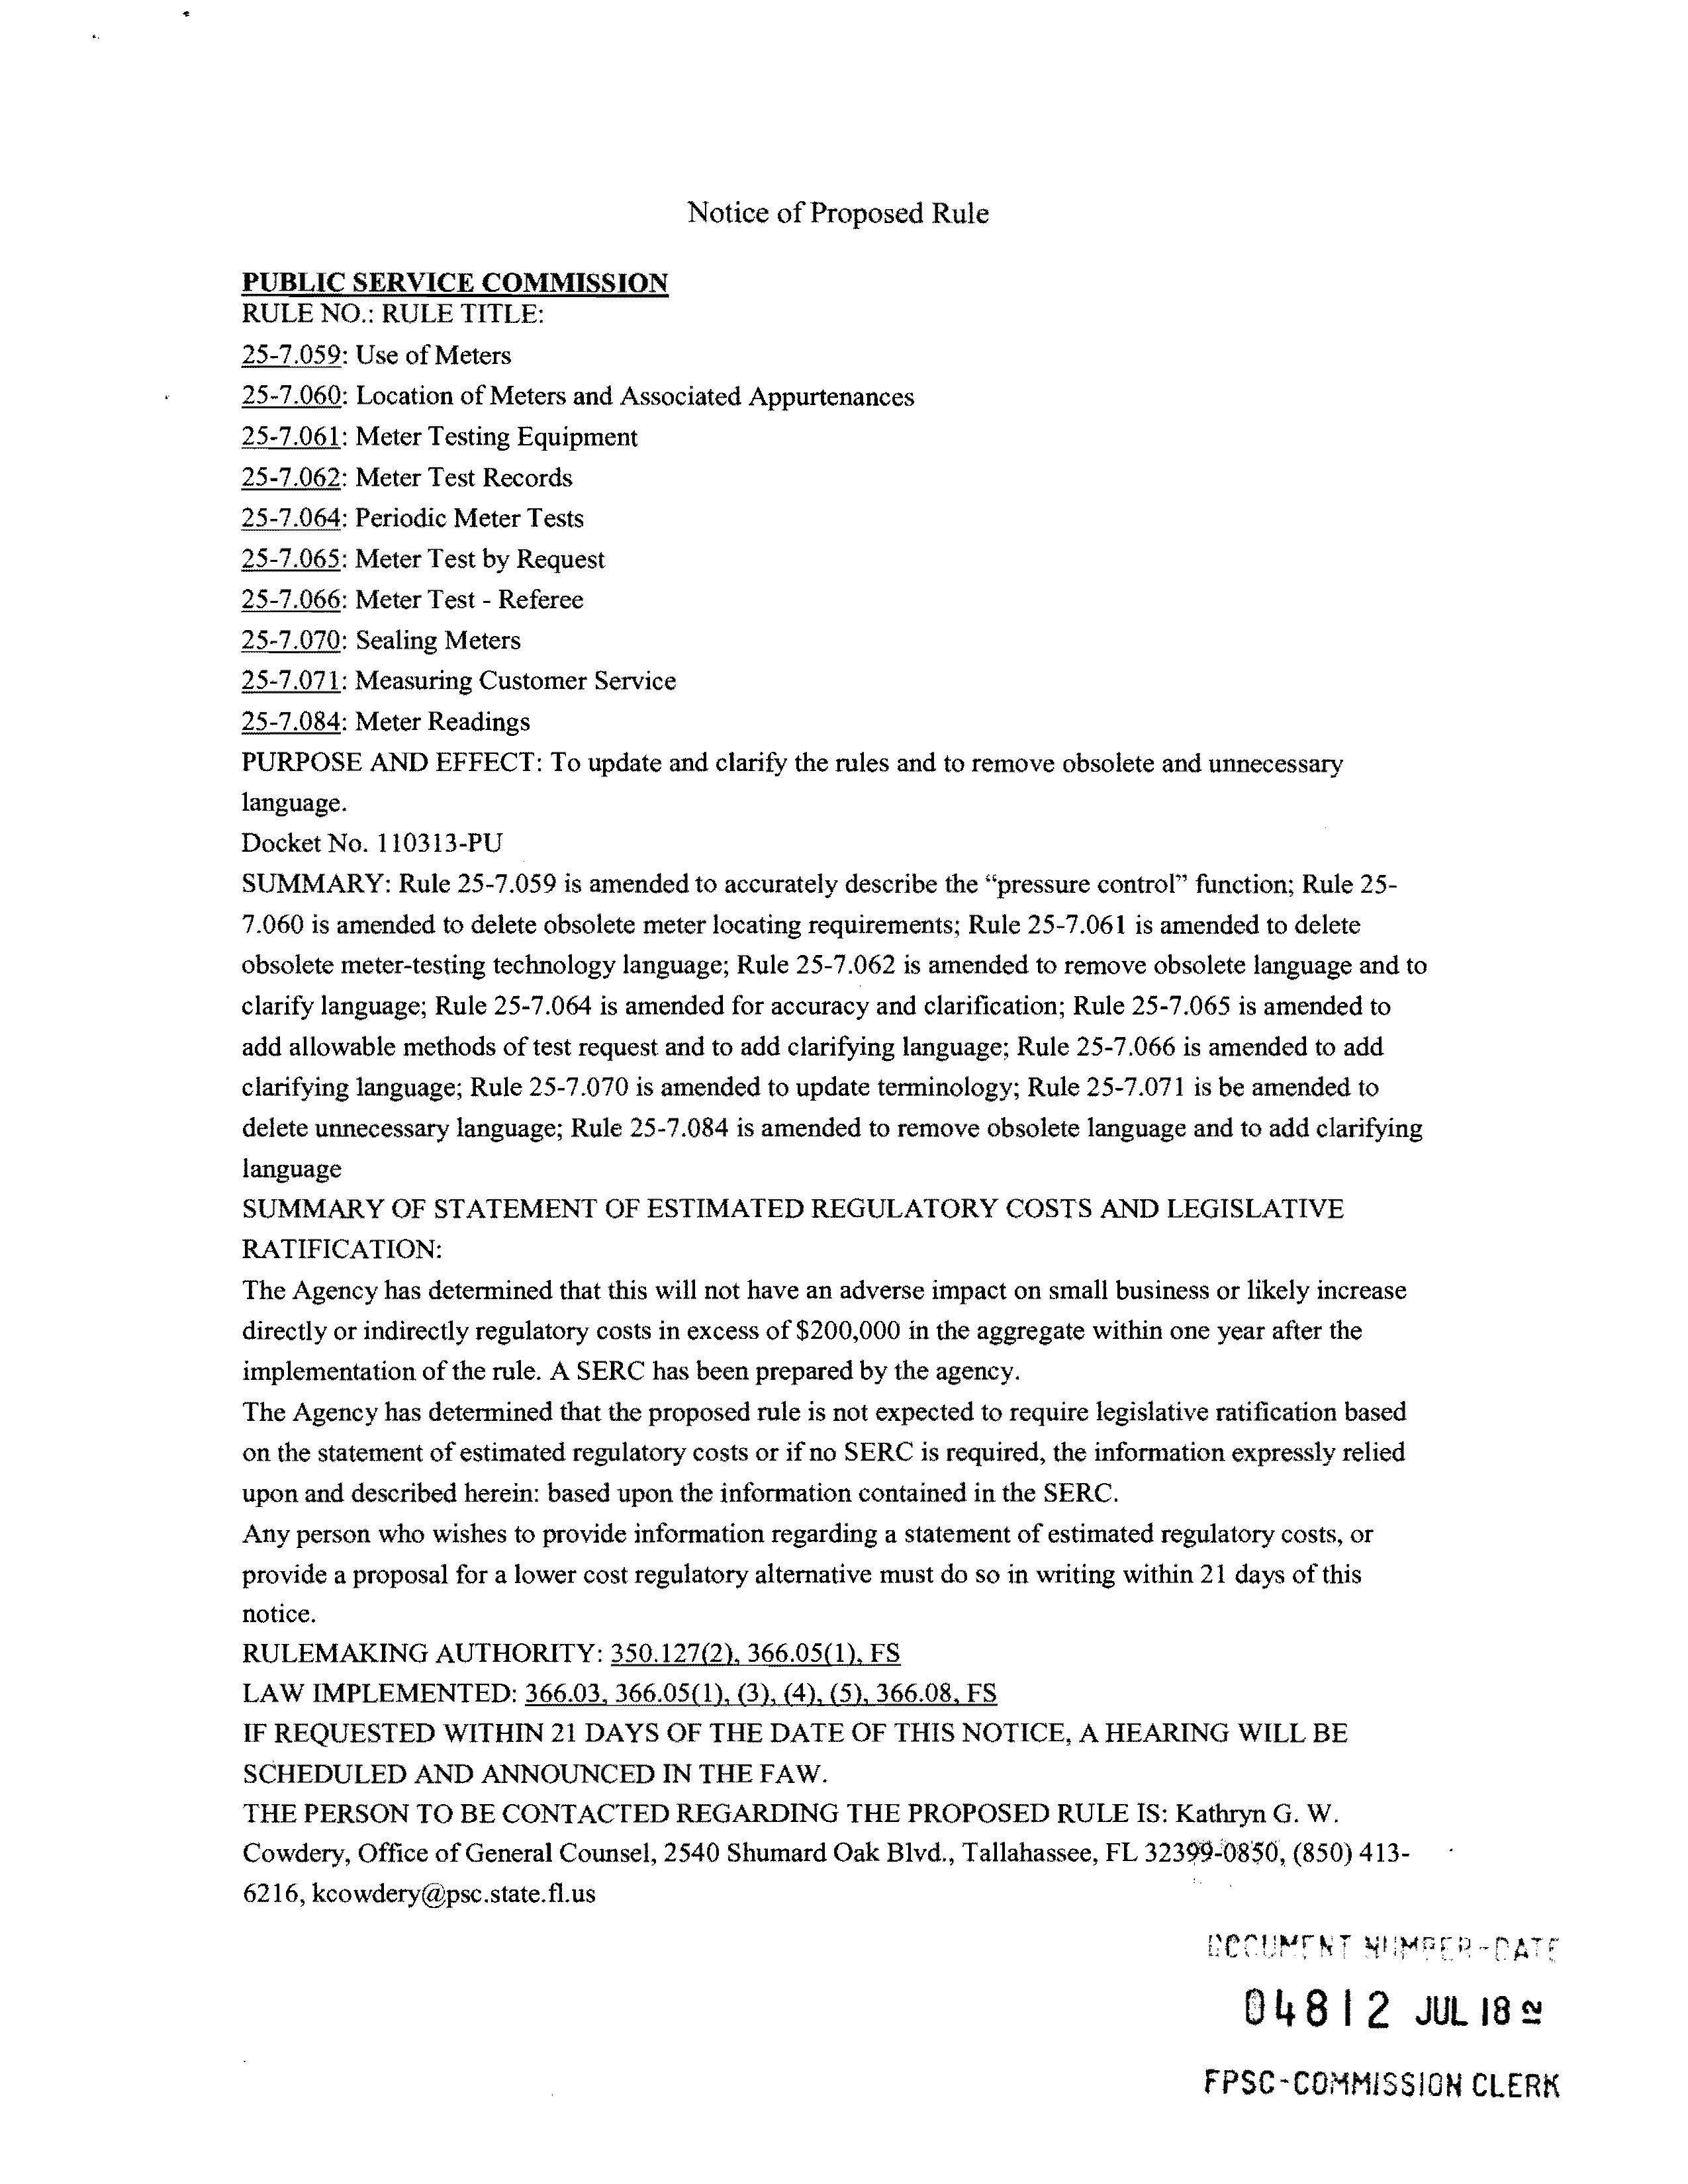 Notice of Proposed Rule
PUBLIC SERVICE COMMISSION
RULE NO.: RULE TITLE:
25-7.059: Use of Meters
25-7.060: Location of Meters and Associated Appurtenances
25-7.061: Meter Testing Equipment
25-7.062: Meter Test Records
25-7.064: Periodic Meter Tests
25-7.065: Meter Test by Request
25-7.066: Meter Test - Referee
25-7.070: Sealing Meters
25-7.071: Measuring Customer Service
25-7.084: Meter Readings
PURPOSE AND EFFECT: To update and clarify the rules and to remove obsolete and unnecessary
language.
Docket No. 110313-PU
SUMMARY: Rule 25-7.059 is amended to accurately describe the “pressure control” function; Rule 25-
7.060 is amended to delete obsolete meter locating requirements; Rule 25-7.061 is amended to delete
obsolete meter-testing technology language; Rule 25-7.062 is amended to remove obsolete language and to
clarify language; Rule 25-7.064 is amended for accuracy and clarification; Rule 25-7.065 is amended to
add allowable methods of test request and to add clarifying language; Rule 25-7.066 is amended to add
clarifying language; Rule 25-7.070 is amended to update terminology; Rule 25-7.071 is be amended to
delete unnecessary language; Rule 25-7.084 is amended to remove obsolete language and to add clarifying
language
SUMMARY OF STATEMENT OF ESTIMATED REGULATORY COSTS AND LEGISLATIVE
RATIFICATION:
The Agency has determined that this will not have an adverse impact on small business or likely increase
directly or indirectly regulatory costs in excess of $200,000 in the aggregate within one year after the
implementation of the rule. A SERC has been prepared by the agency.
The Agency has determined that the proposed rule is not expected to require legislative ratification based
on the statement of estimated regulatory costs or if no SERC is required, the information expressly relied
upon and described herein: based upon the information contained in the SERC.
Any person who wishes to provide information regarding a statement of estimated regulatory costs, or
provide a proposal for a lower cost regulatory alternative must do so in writing within 21 days of this
notice.
RULEMAKING AUTHORITY: 350.127(2), 366.05(1), FS
LAW IMPLEMENTED: 366.03, 366.05(1), (3), (4), (5), 366.08, FS
IF REQUESTED WITHIN 21 DAYS OF THE DATE OF THIS NOTICE, A HEARING WILL BE
SCHEDULED AND ANNOUNCED IN THE FAW.
THE PERSON TO BE CONTACTED REGARDING THE PROPOSED RULE IS: Kathryn G. W.
Cowdery, Office of General Counsel, 2540 Shumard Oak Blvd., Tallahassee, FL 32399-0850, (850) 413-
6216, kcowdery@psc.state.fl.us
DOCUMENT NUMBER-DATE
04812 JUL 18 12
FPSC-COMMISSION CLERK